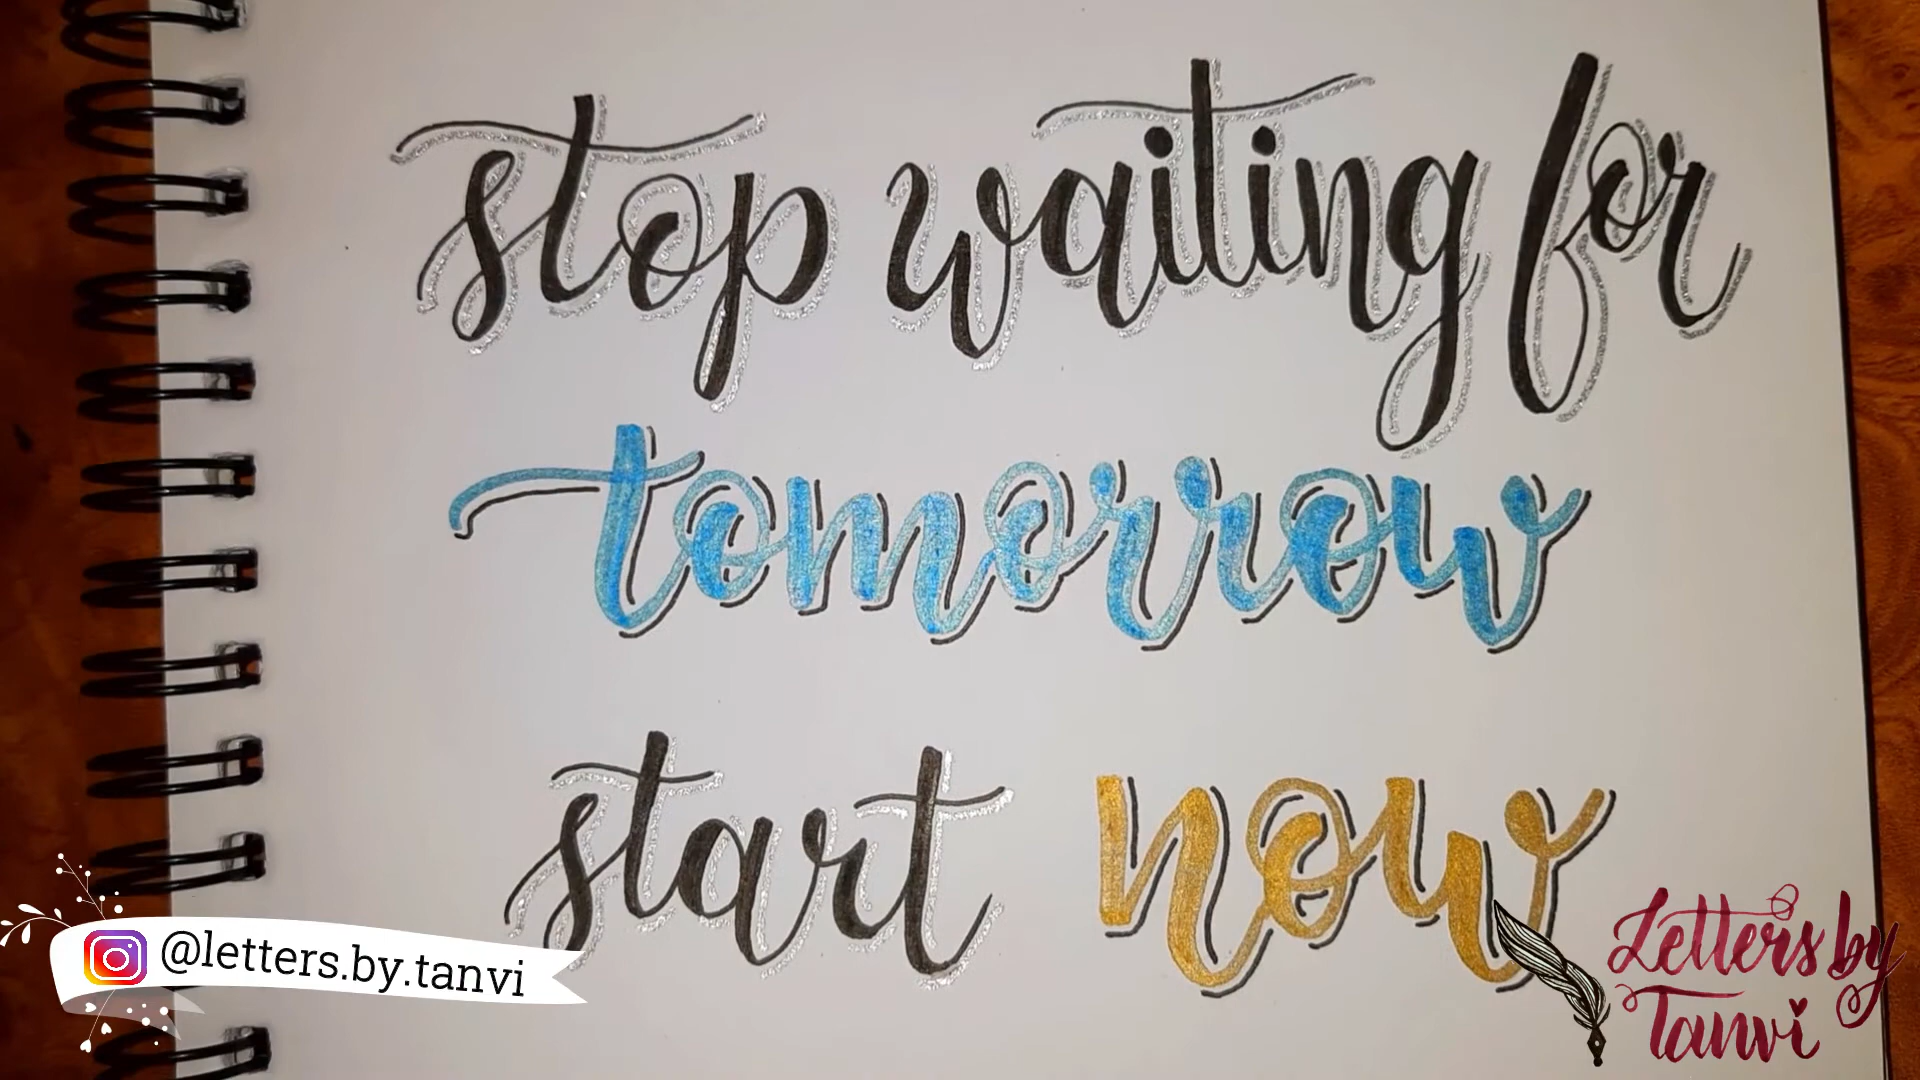 stop waiting for
tomorrow
start now
@letters.by.tanvi
Letters by
Tanvi